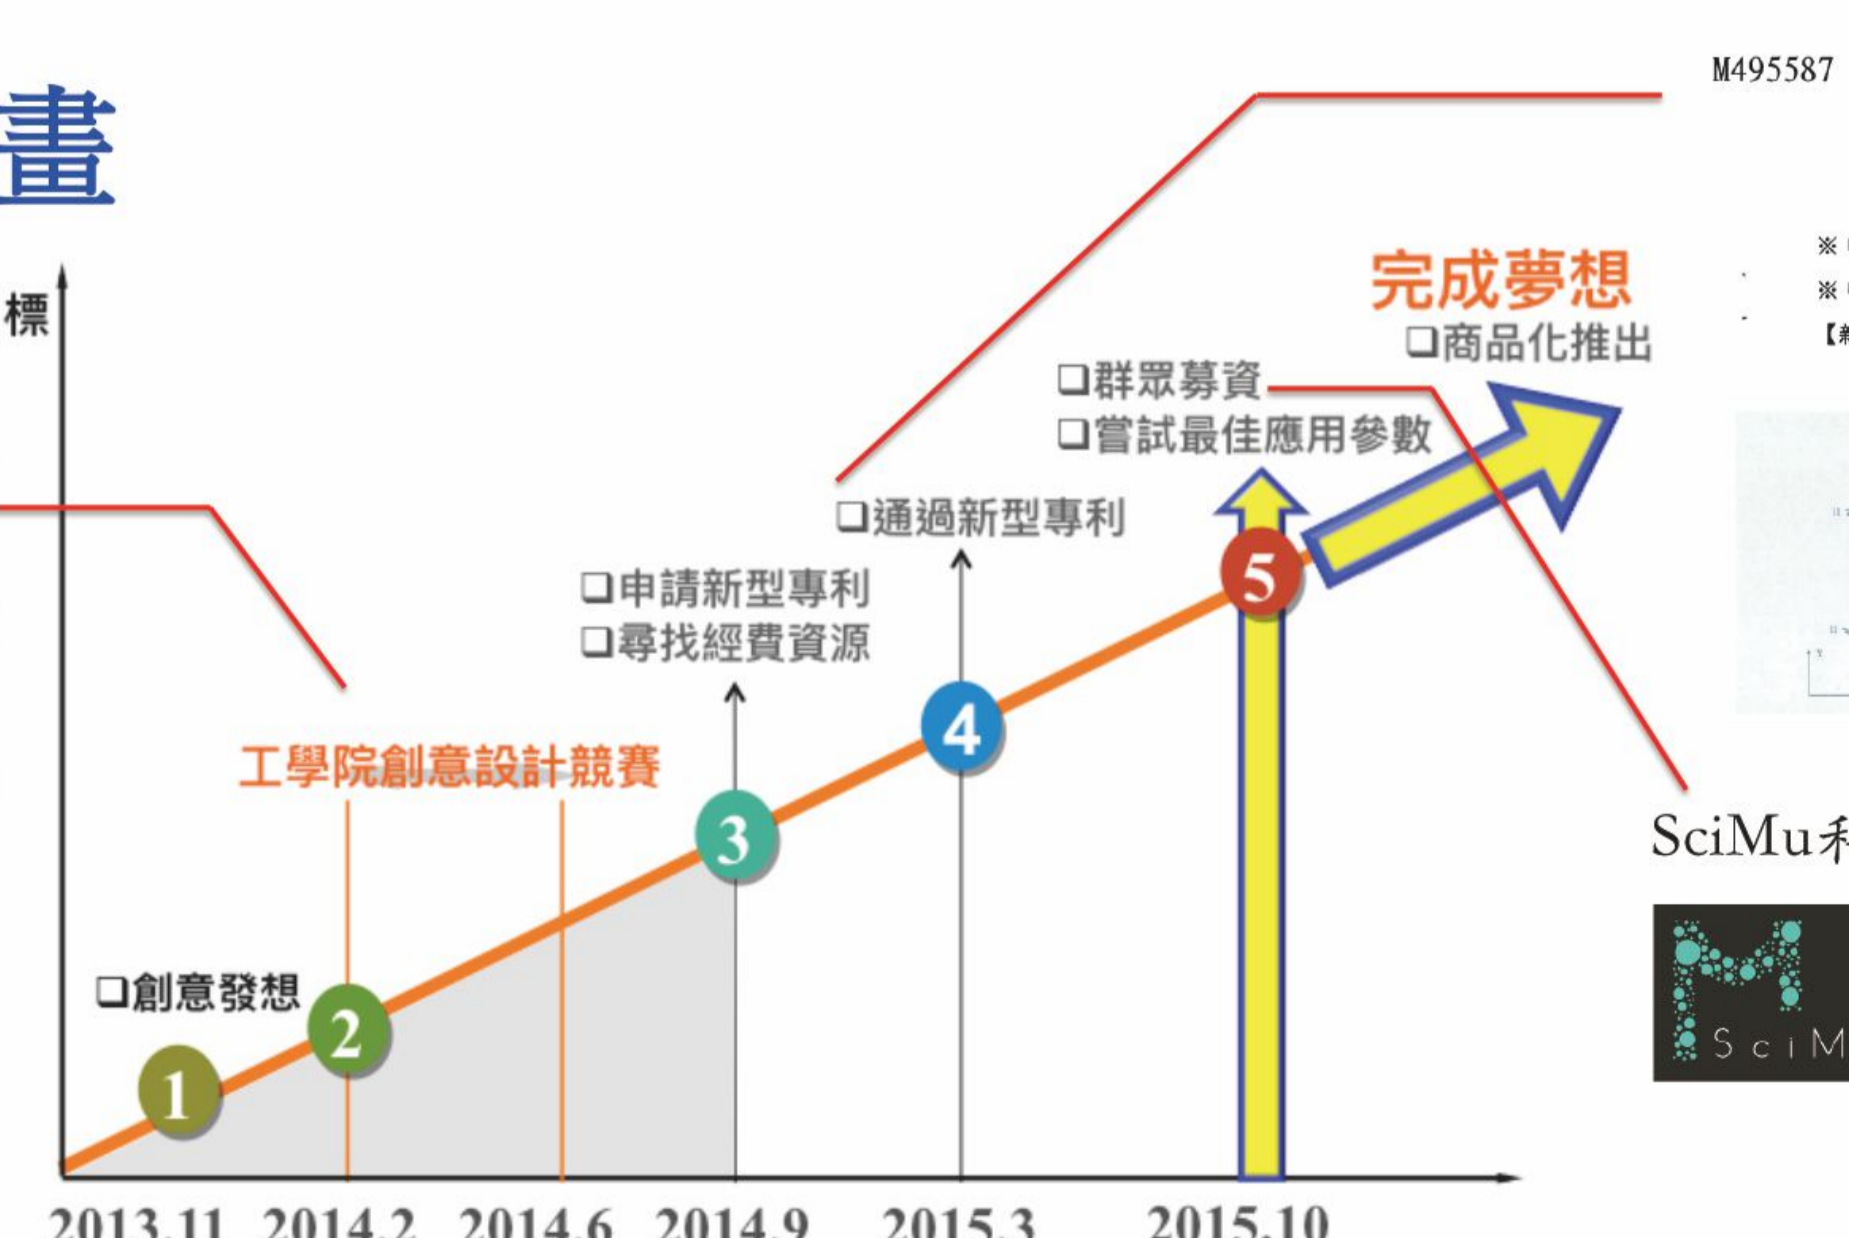 M495587
畫
標
完成夢想
❑商品化推出
❑群眾募資
❑嘗試最佳應用參數
❑通過新型專利
❑申請新型專利
❑尋找經費資源
工學院創意設計競賽
❑創意發想
1
2
3
4
5
2013.11 2014.2 2014.6 2014.9 2015.3 2015.10
※
※
【
SciMu
SciM